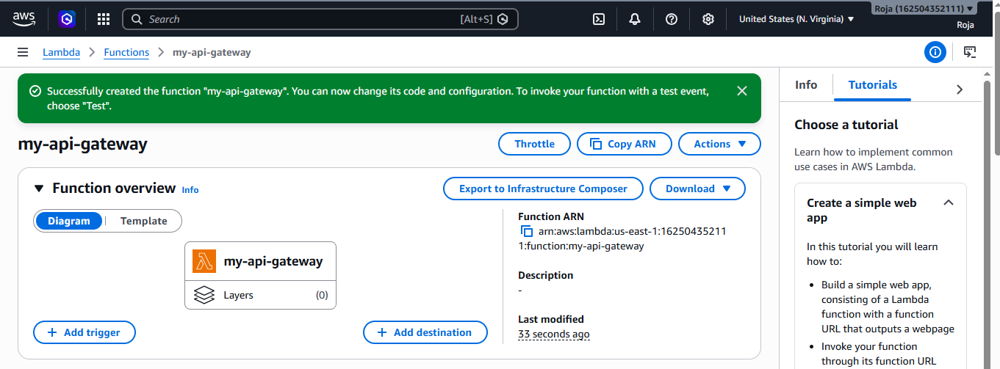 aws
Search
[Alt+S]
United States (N. Virginia)
Roja (162504352111)
Roja
Lambda
Functions
my-api-gateway
Successfully created the function "my-api-gateway". You can now change its code and configuration. To invoke your function with a test event,
choose "Test".
my-api-gateway
Throttle
Copy ARN
Actions
Function overview
Info
Export to Infrastructure Composer
Download
Diagram
Template
my-api-gateway
Layers
(0)
Add trigger
Add destination
Function ARN
arn:aws:lambda:us-east-1:16250435211
1:function:my-api-gateway
Description
-
Last modified
33 seconds ago
Info
Tutorials
Choose a tutorial
Learn how to implement common
use cases in AWS Lambda.
Create a simple web
app
In this tutorial you will learn
how to:
• Build a simple web app,
consisting of a Lambda
function with a function
URL that outputs a webpage
• Invoke your function
through its function URL